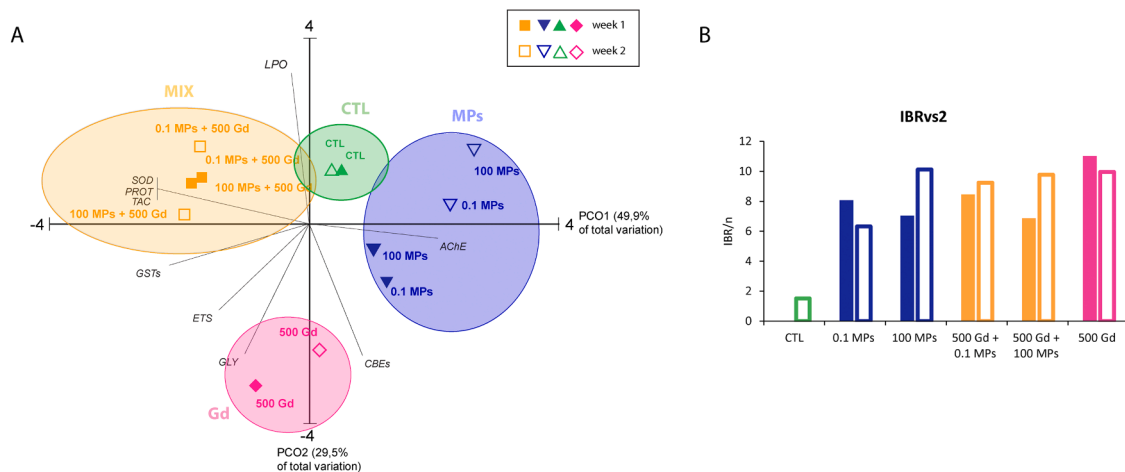 A
4
week 1
week 2
LPO
MIX
CTL
MPs
0.1 MPs + 500 Gd
CTL
CTL
0.1 MPs + 500 Gd
100 MPs
SOD
PROT
TAC
100 MPs + 500 Gd
0.1 MPs
100 MPs + 500 Gd
-4
4
PCO1 (49,9%
of total variation)
AChE
100 MPs
GSTs
0.1 MPs
ETS
500 Gd
GLY
CBEs
500 Gd
Gd
-4
PCO2 (29,5%
of total variation)
B
IBRvs2
IBR/n
12
10
8
6
4
2
0
CTL
0.1 MPs
100 MPs
500 Gd +
0.1 MPs
500 Gd +
100 MPs
500 Gd